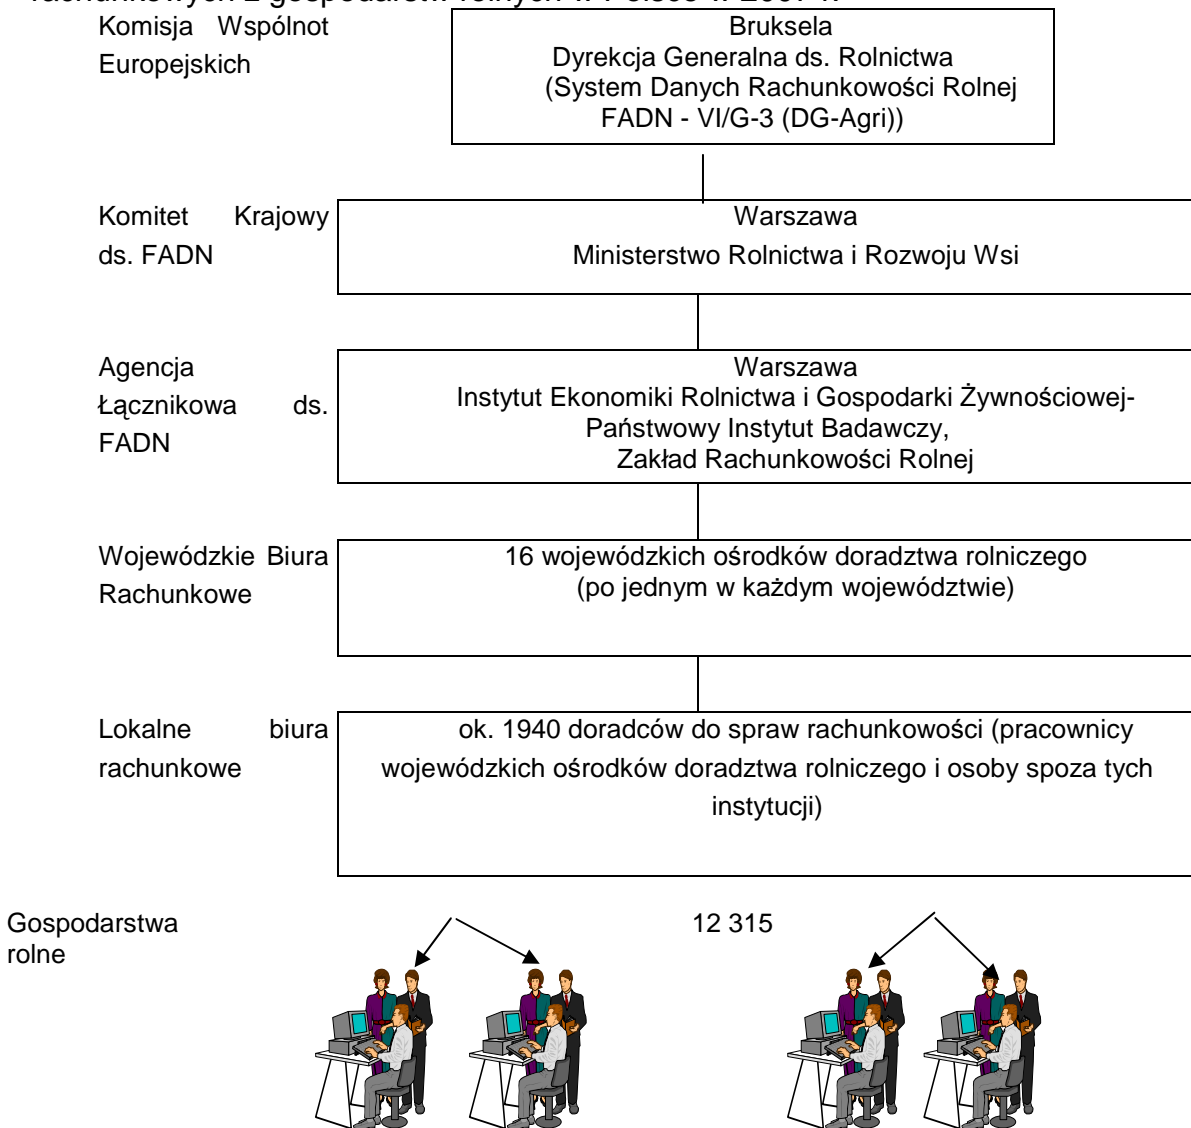 Komisja Wspólnot
Europejskich
Bruksela
Dyrekcja Generalna ds. Rolnictwa
(System Danych Rachunkowości Rolnej
FADN - VI/G-3 (DG-Agri))
Komitet Krajowy
ds. FADN
Warszawa
Ministerstwo Rolnictwa i Rozwoju Wsi
Agencja
Łącznikowa ds.
FADN
Warszawa
Instytut Ekonomiki Rolnictwa i Gospodarki Żywnościowej-
Państwowy Instytut Badawczy,
Zakład Rachunkowości Rolnej
Wojewódzkie Biura
Rachunkowe
16 wojewódzkich ośrodków doradztwa rolniczego
(po jednym w każdym województwie)
Lokalne biura
rachunkowe
ok. 1940 doradców do spraw rachunkowości (pracownicy
wojewódzkich ośrodków doradztwa rolniczego i osoby spoza tych
instytucji)
Gospodarstwa
rolne
12 315